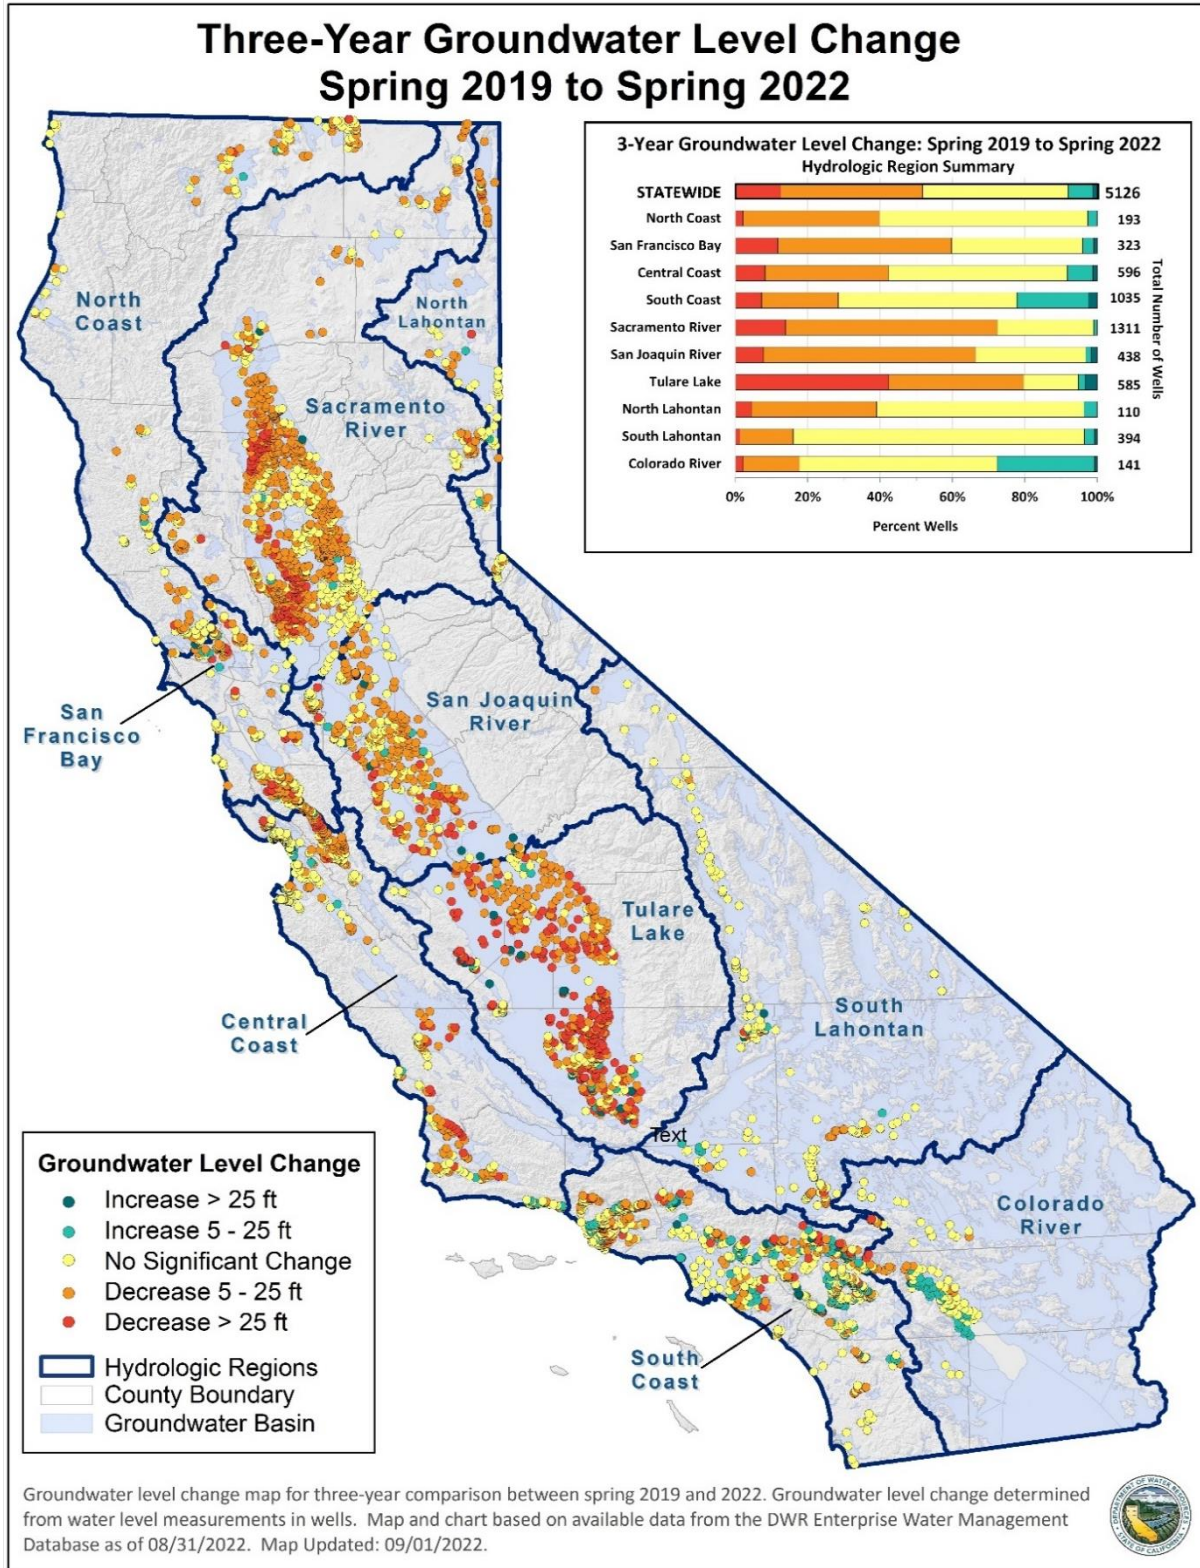 Three-Year Groundwater Level Change
Spring 2019 to Spring 2022
3-Year Groundwater Level Change: Spring 2019 to Spring 2022
Hydrologic Region Summary
STATEWIDE 5126
North Coast 193
San Francisco Bay 323
Central Coast 596
South Coast 1035
Sacramento River 1311
San Joaquin River 438
Tulare Lake 585
North Lahontan 110
South Lahontan 394
Colorado River 141
0% 20% 40% 60% 80% 100%
Percent Wells
Total Number of Wells
North
Coast
North
Lahontan
Sacramento
River
San
Francisco
Bay
San Joaquin
River
Tulare
Lake
Central
Coast
South
Lahontan
Text
Colorado
River
South
Coast
Groundwater Level Change
Increase > 25 ft
Increase 5 - 25 ft
No Significant Change
Decrease 5 - 25 ft
Decrease > 25 ft
Hydrologic Regions
County Boundary
Groundwater Basin
Groundwater level change map for three-year comparison between spring 2019 and 2022. Groundwater level change determined
from water level measurements in wells. Map and chart based on available data from the DWR Enterprise Water Management
Database as of 08/31/2022. Map Updated: 09/01/2022.
DEPARTMENT OF WATER RESOURCES
STATE OF CALIFORNIA